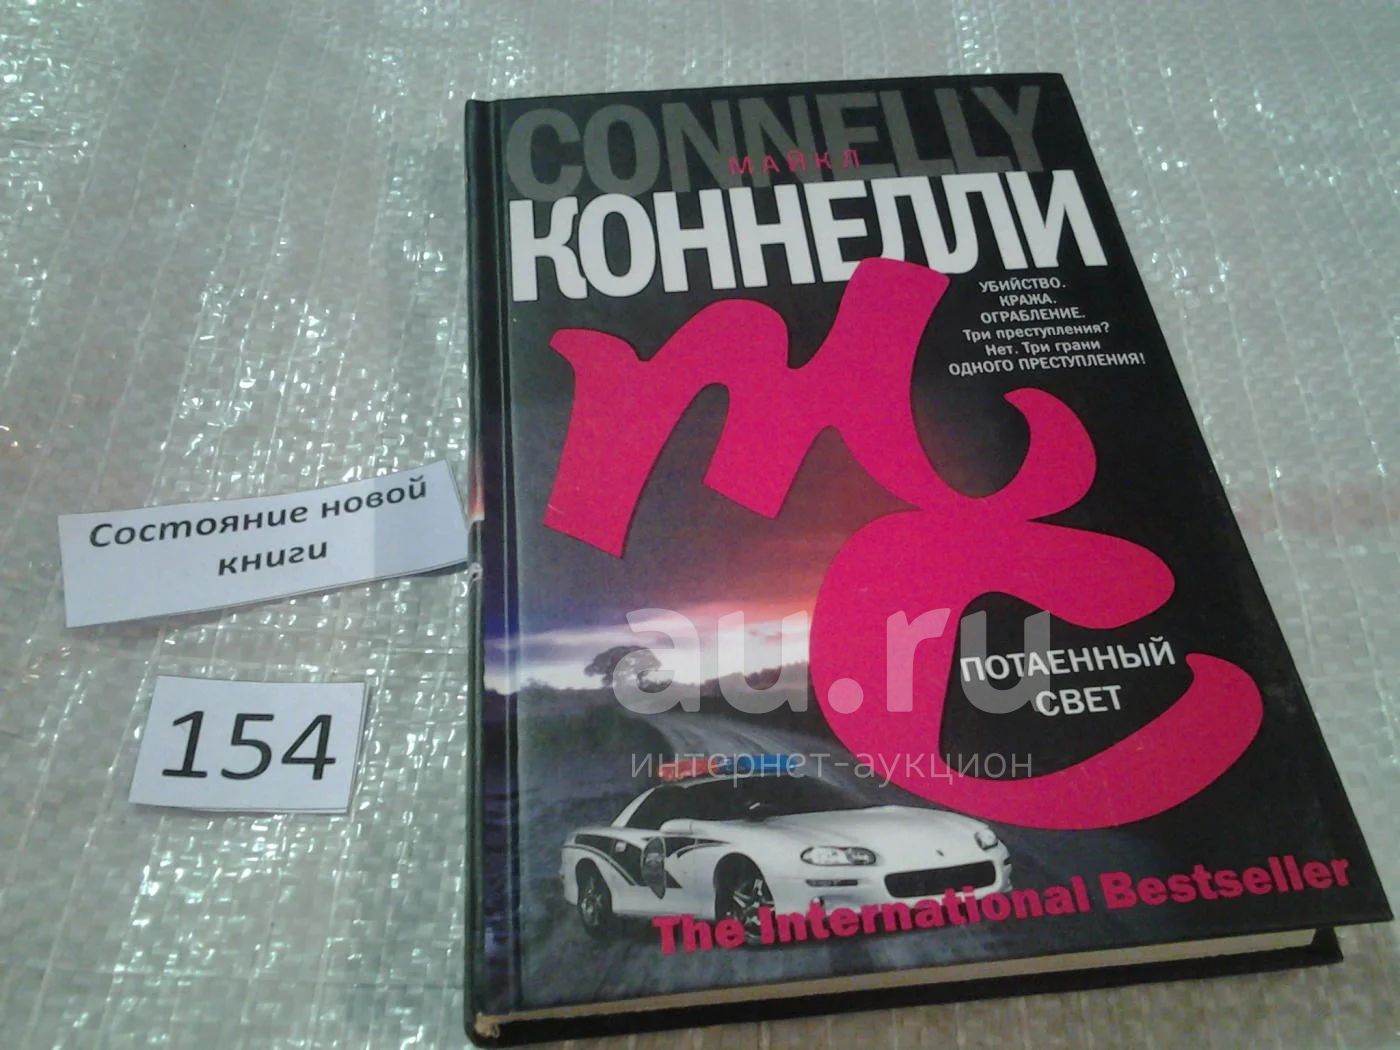 CONNELLY
МАЙКЛ
КОННЕЛЛИ
УБИЙСТВО.
КРАЖА.
ОГРАБЛЕНИЕ.
Три преступления?
Нет. Три грани
ОДНОГО ПРЕСТУПЛЕНИЯ!
mc
Состояние новой
книги
154
au.ru
интернет-аукцион
ПОТАЕННЫЙ
СВЕТ
The International Bestseller